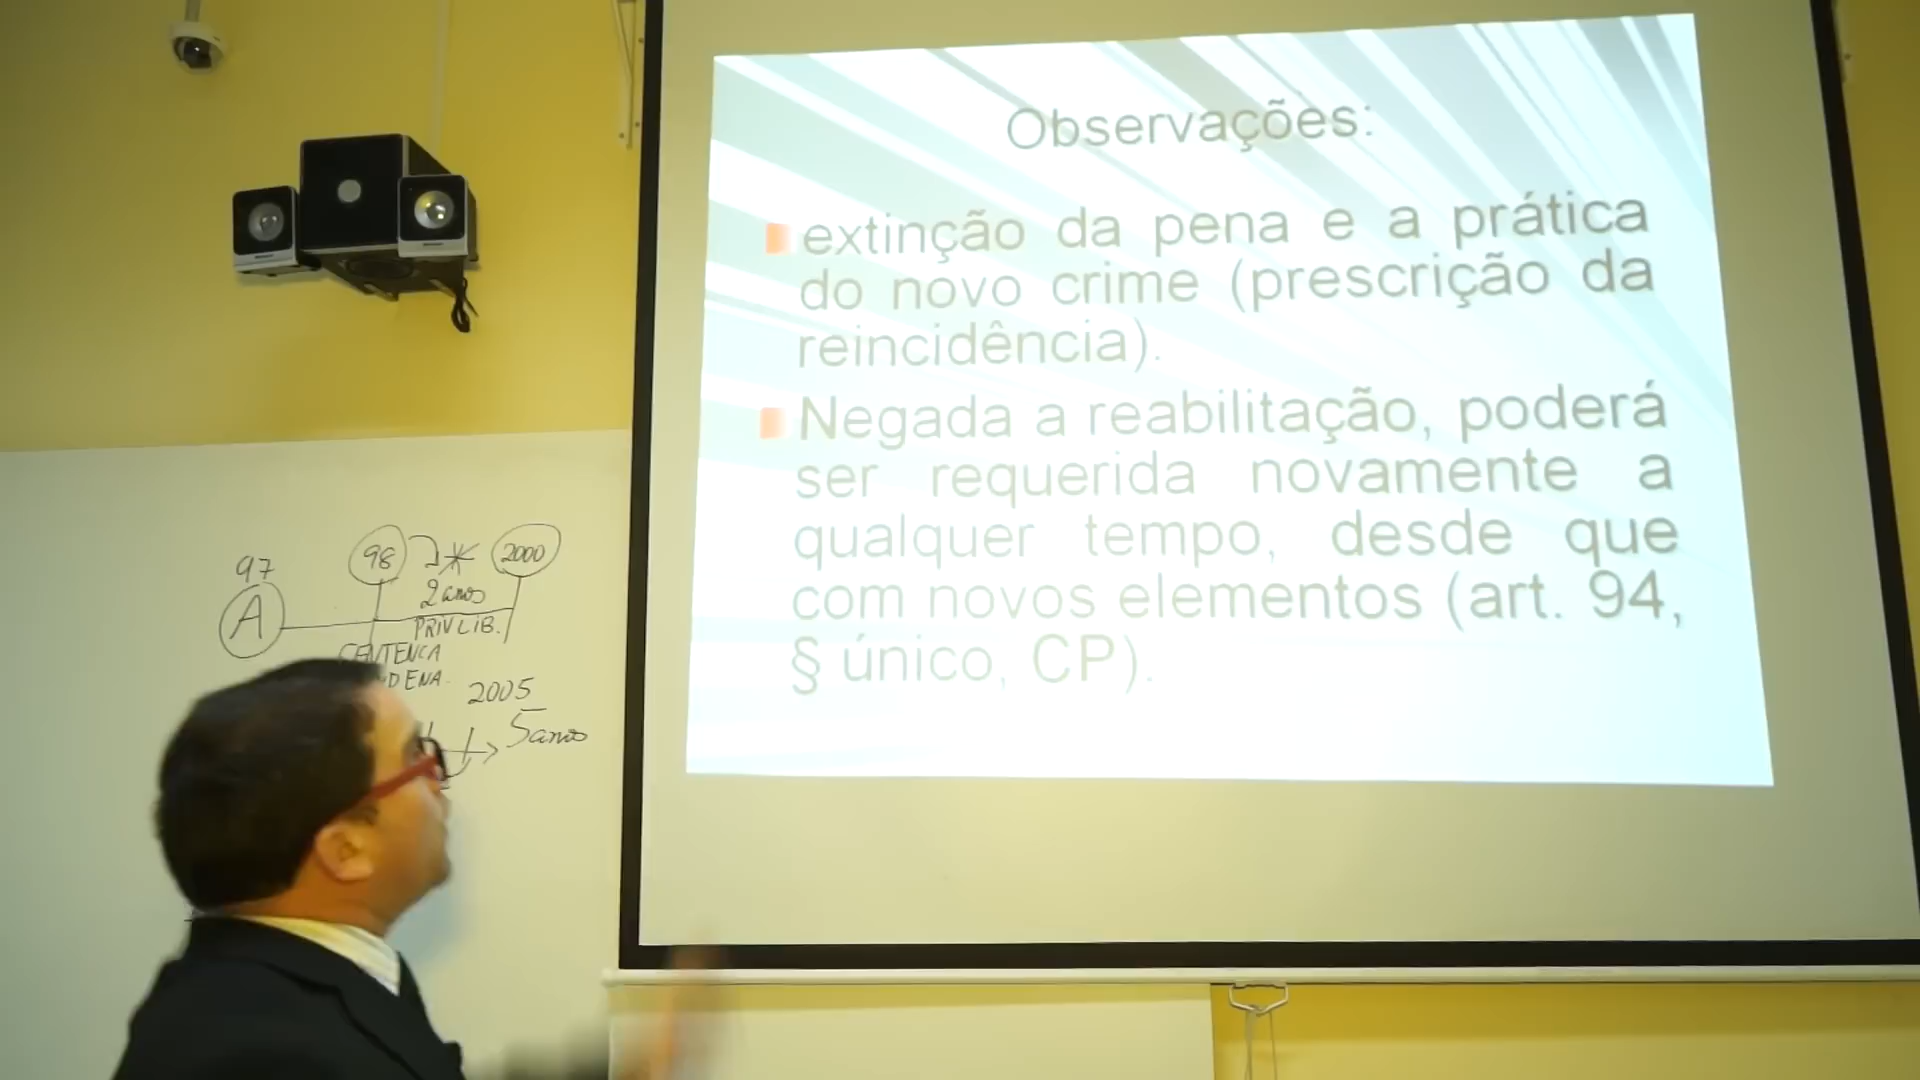 Observações:
extinção da pena e a prática
do novo crime (prescrição da
reincidência).
Negada a reabilitação, poderá
ser requerida novamente a
qualquer tempo, desde que
com novos elementos (art. 94,
§ único, CP).
97
98
2000
A
2 anos
PRIV LIB.
SENTENCA
DENA.
2005
5 anos